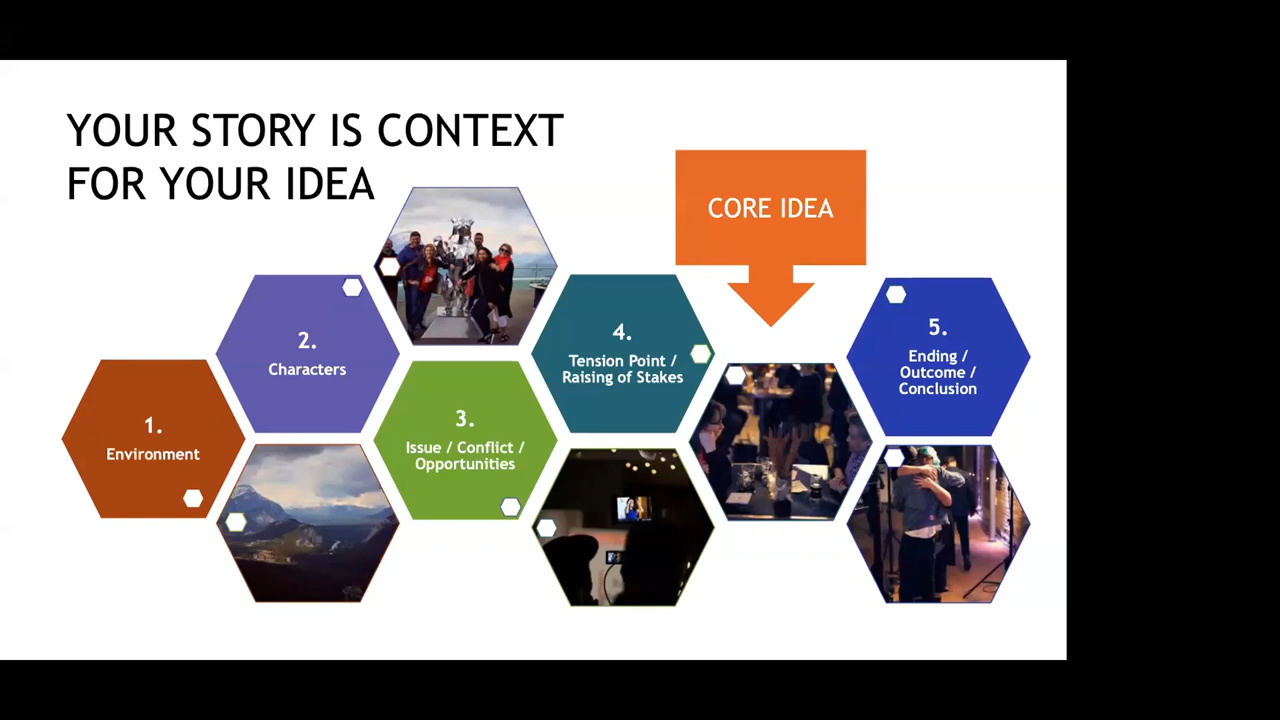 YOUR STORY IS CONTEXT
FOR YOUR IDEA
CORE IDEA
1.
Environment
2.
Characters
3.
Issue / Conflict /
Opportunities
4.
Tension Point /
Raising of Stakes
5.
Ending /
Outcome /
Conclusion